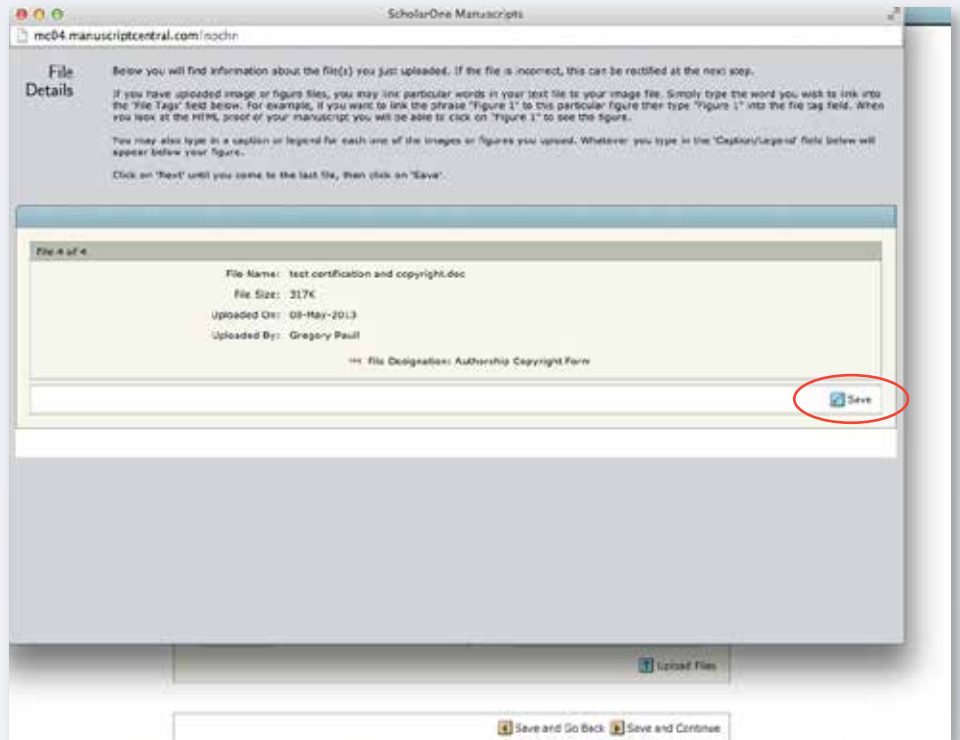 ScholarOne Manuscripts
mc04.manuscriptcentral.com/
File
Details
Below you will find information about the file(s) you just uploaded. If the file is incorrect, this can be rectified at the next step.
If you have uploaded image or figure files, you may link particular words in your text file to your image file. Simply type the word you wish to link into
the 'File Tags' field below. For example, if you want to link the phrase "Figure 1" to this particular figure then type "Figure 1" into the file tag field. When
you look at the HTML proof of your manuscript you will be able to click on "Figure 1" to see the figure.
You may also type in a caption or legend for each one of the images or figures you upload. Whatever you type in the 'Caption/Legend' field below will
appear below your figure.
Click on 'Next' until you come to the last file, then click on 'Save'.
File 4 of 4
File Name: test certification and copyright.doc
File Size: 317K
Uploaded On: 08-May-2013
Uploaded By: Gregory Paull
File Designation: Authorship Copyright Form
Save
Upload Files
Save and Go Back Save and Continue